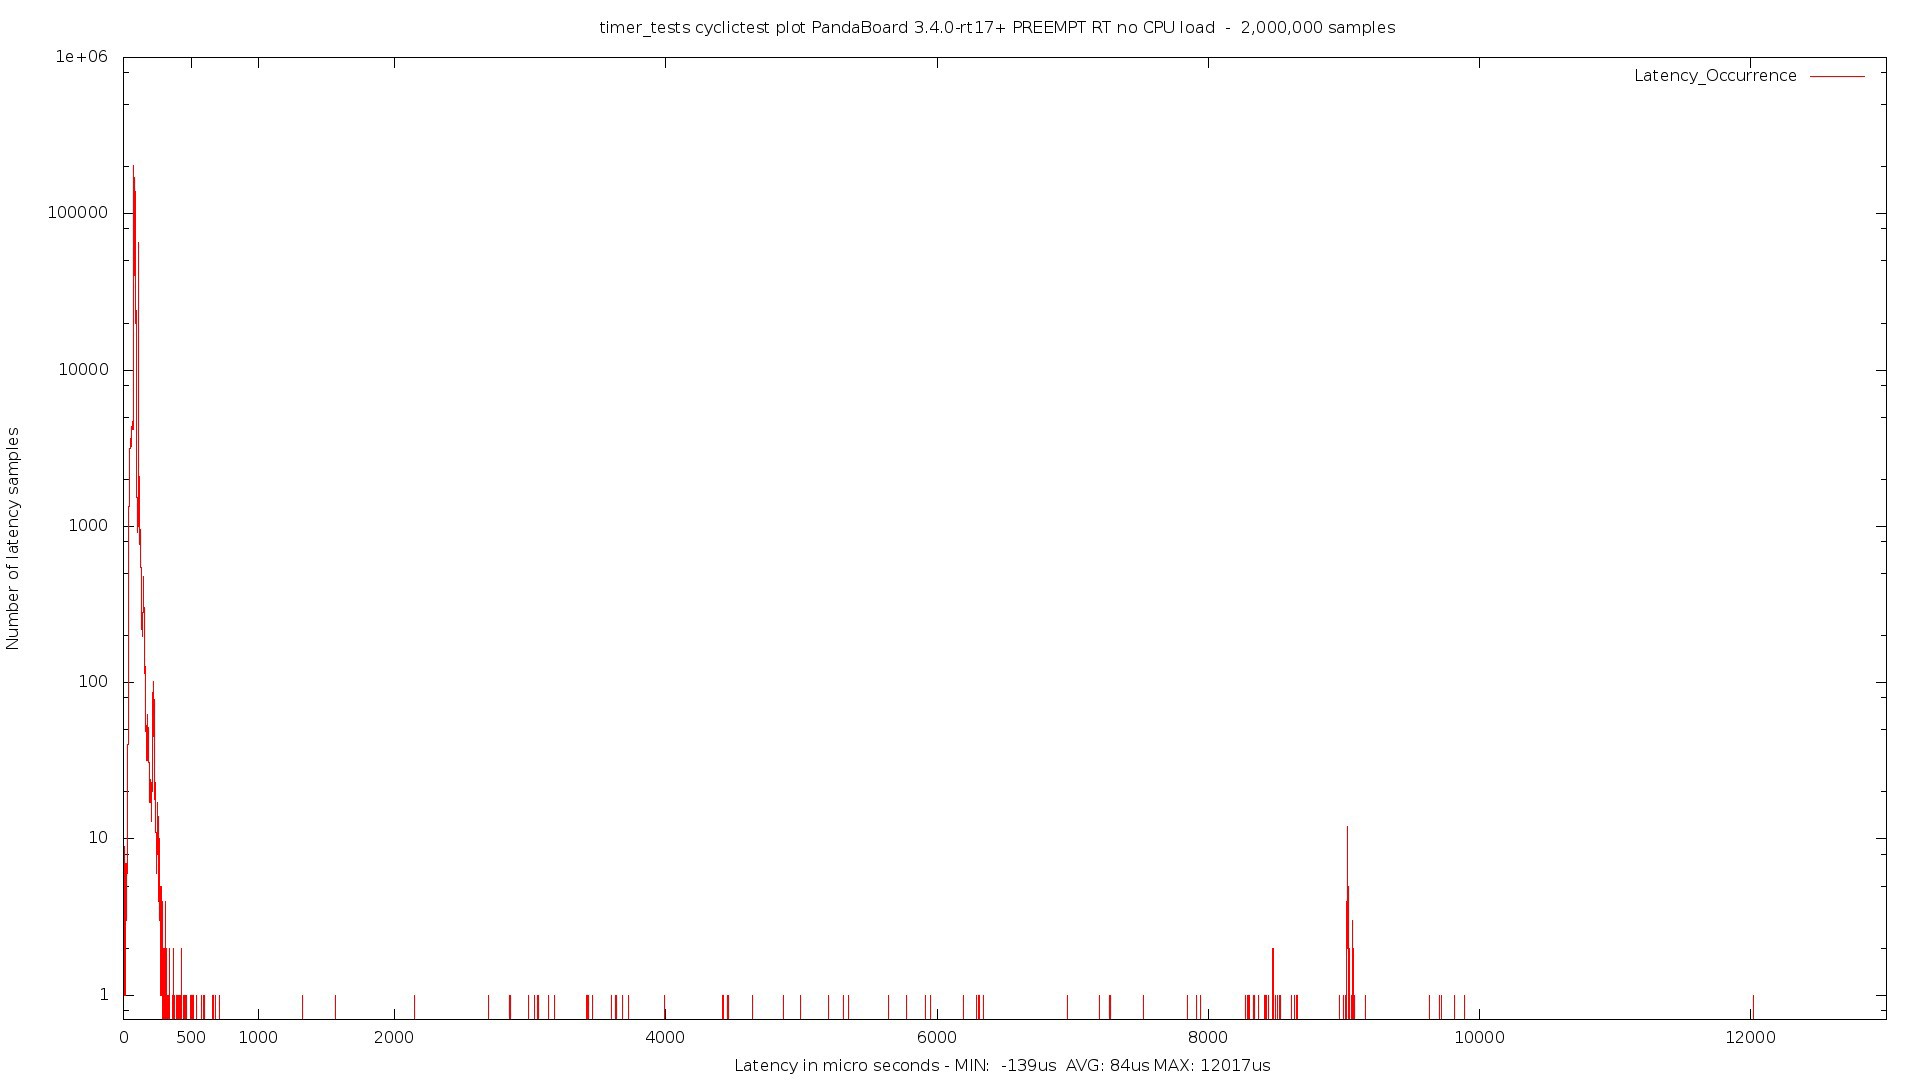 timer_tests cyclictest plot PandaBoard 3.4.0-rt17+ PREEMPT RT no CPU load - 2,000,000 samples
Latency_Occurrence
1e+06
100000
10000
1000
100
10
1
Number of latency samples
0 500 1000 2000 4000 6000 8000 10000 12000
Latency in micro seconds - MIN: -139us AVG: 84us MAX: 12017us